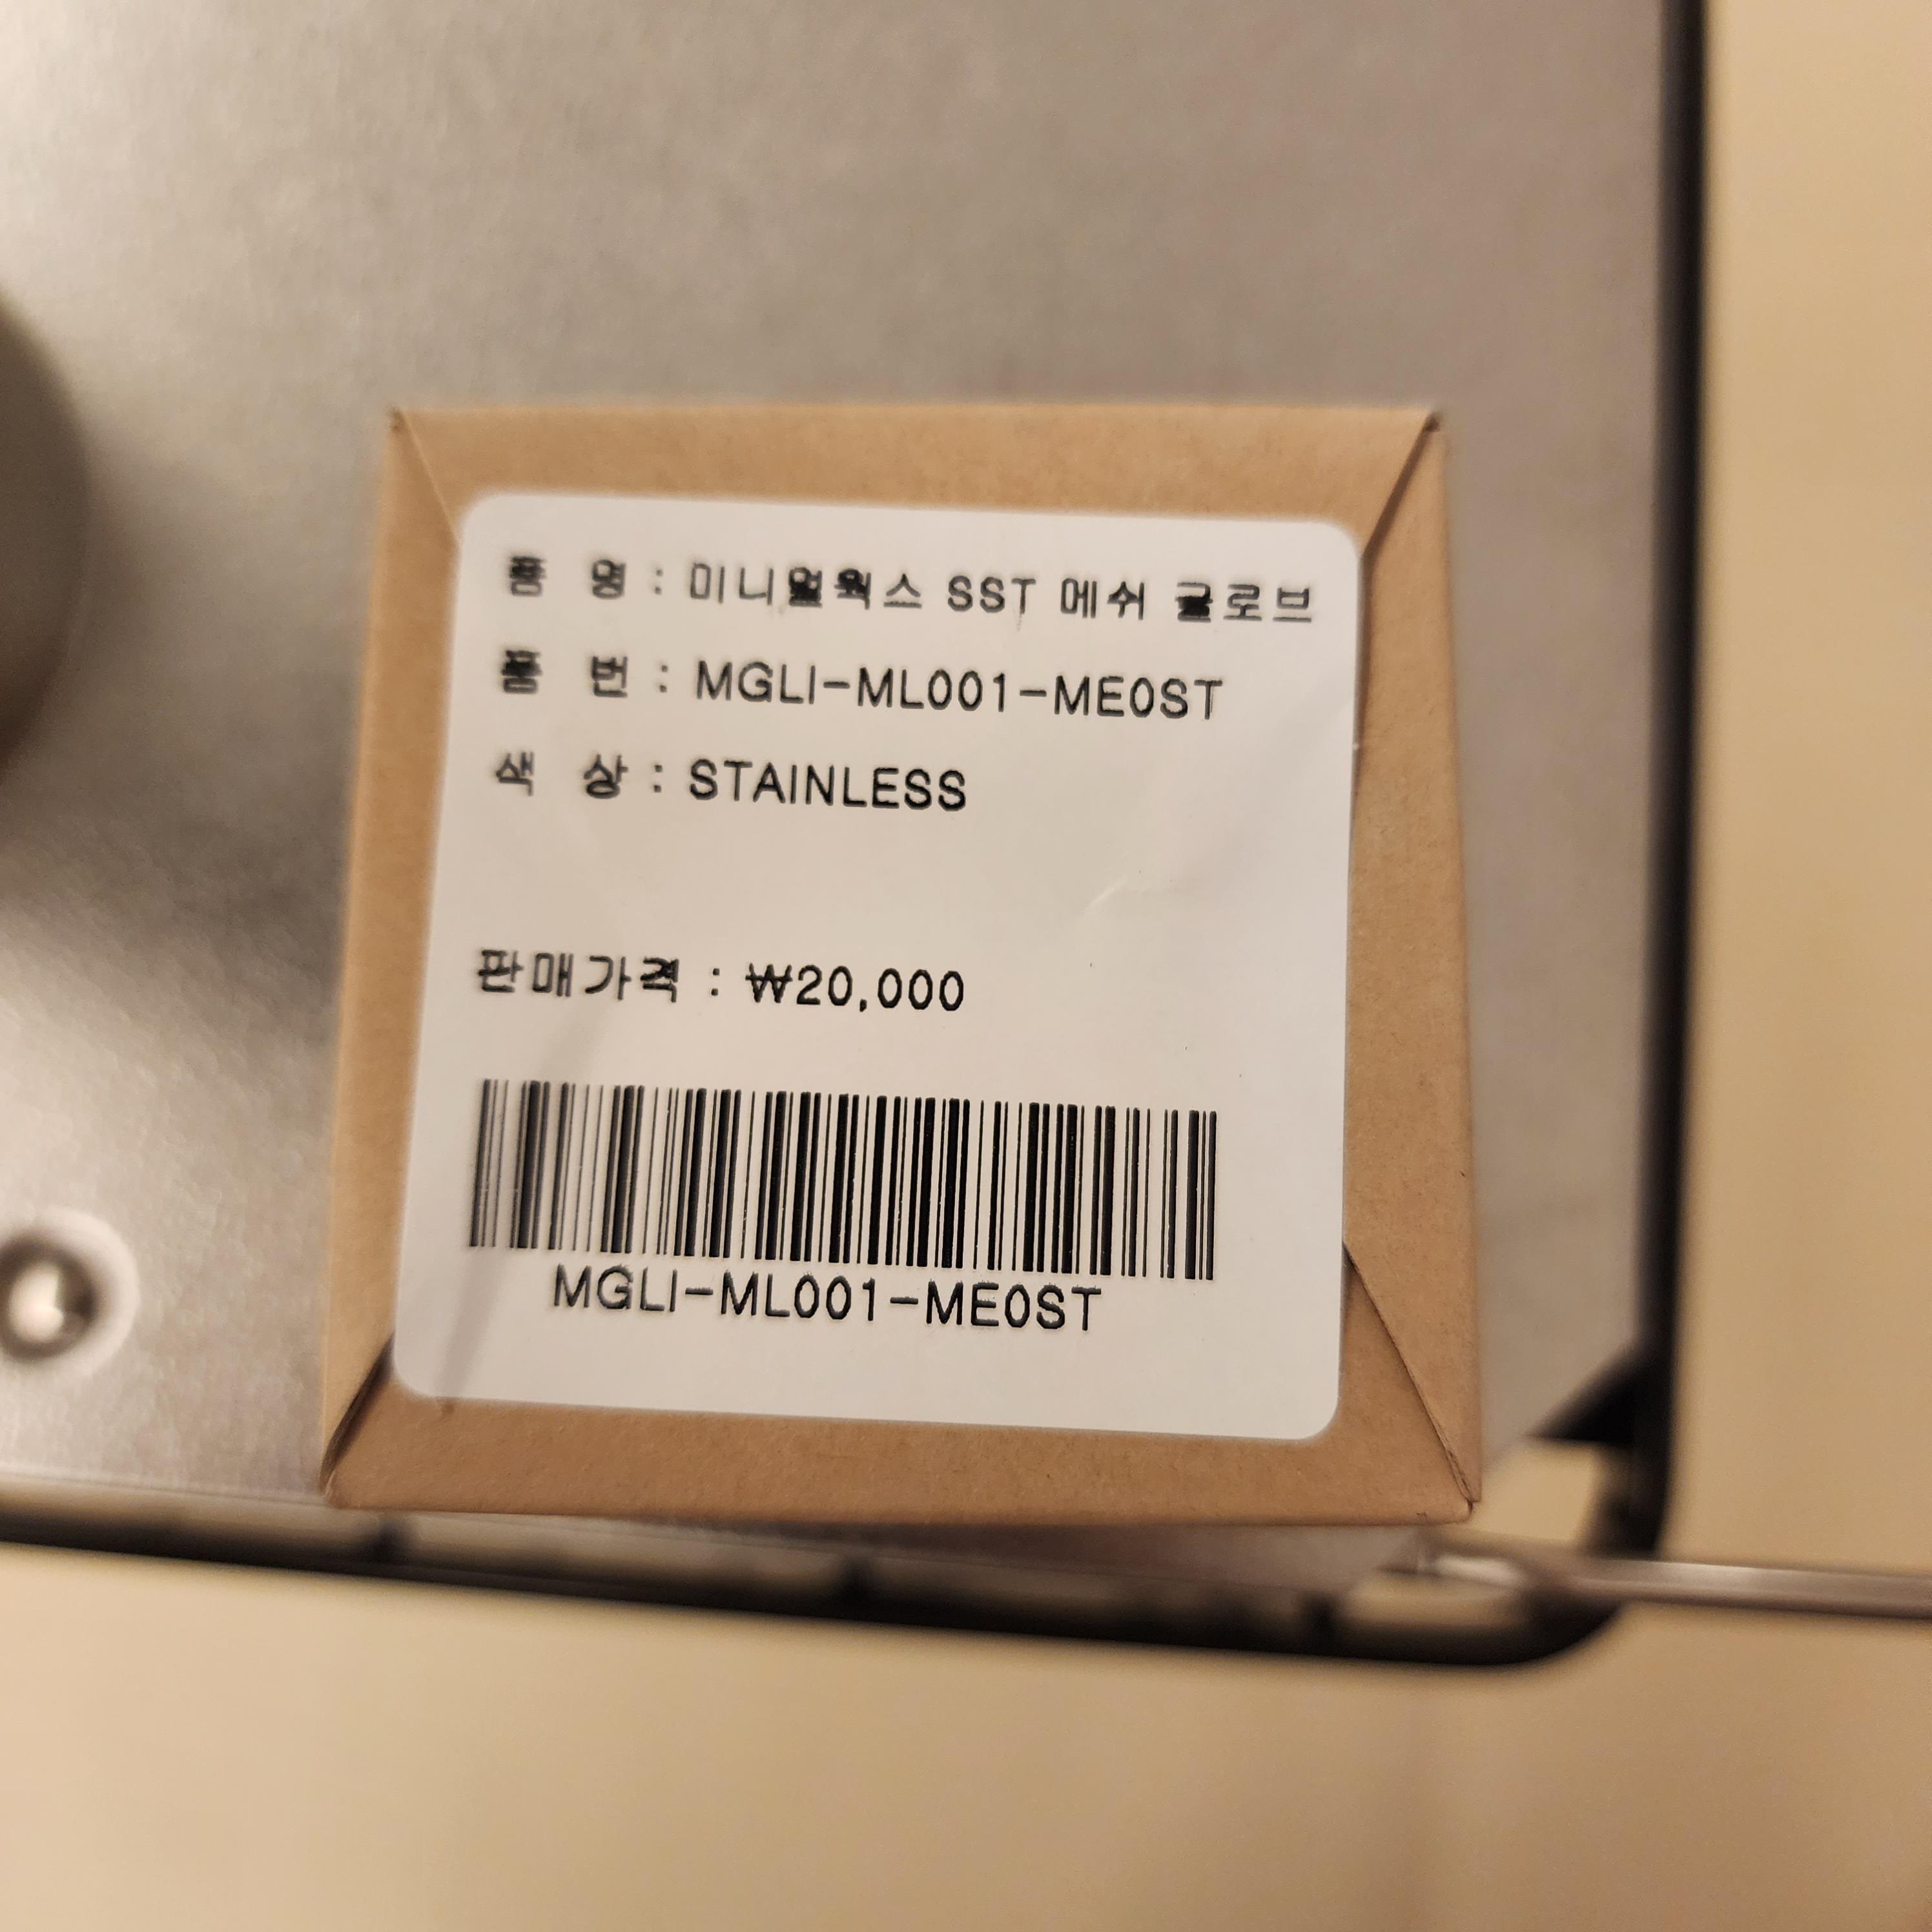 품 명 : 미니멀웍스 SST 메쉬 글로브
품 번 : MGLI-ML001-ME0ST
색 상 : STAINLESS
판매가격 : ₩20,000
MGLI-ML001-ME0ST